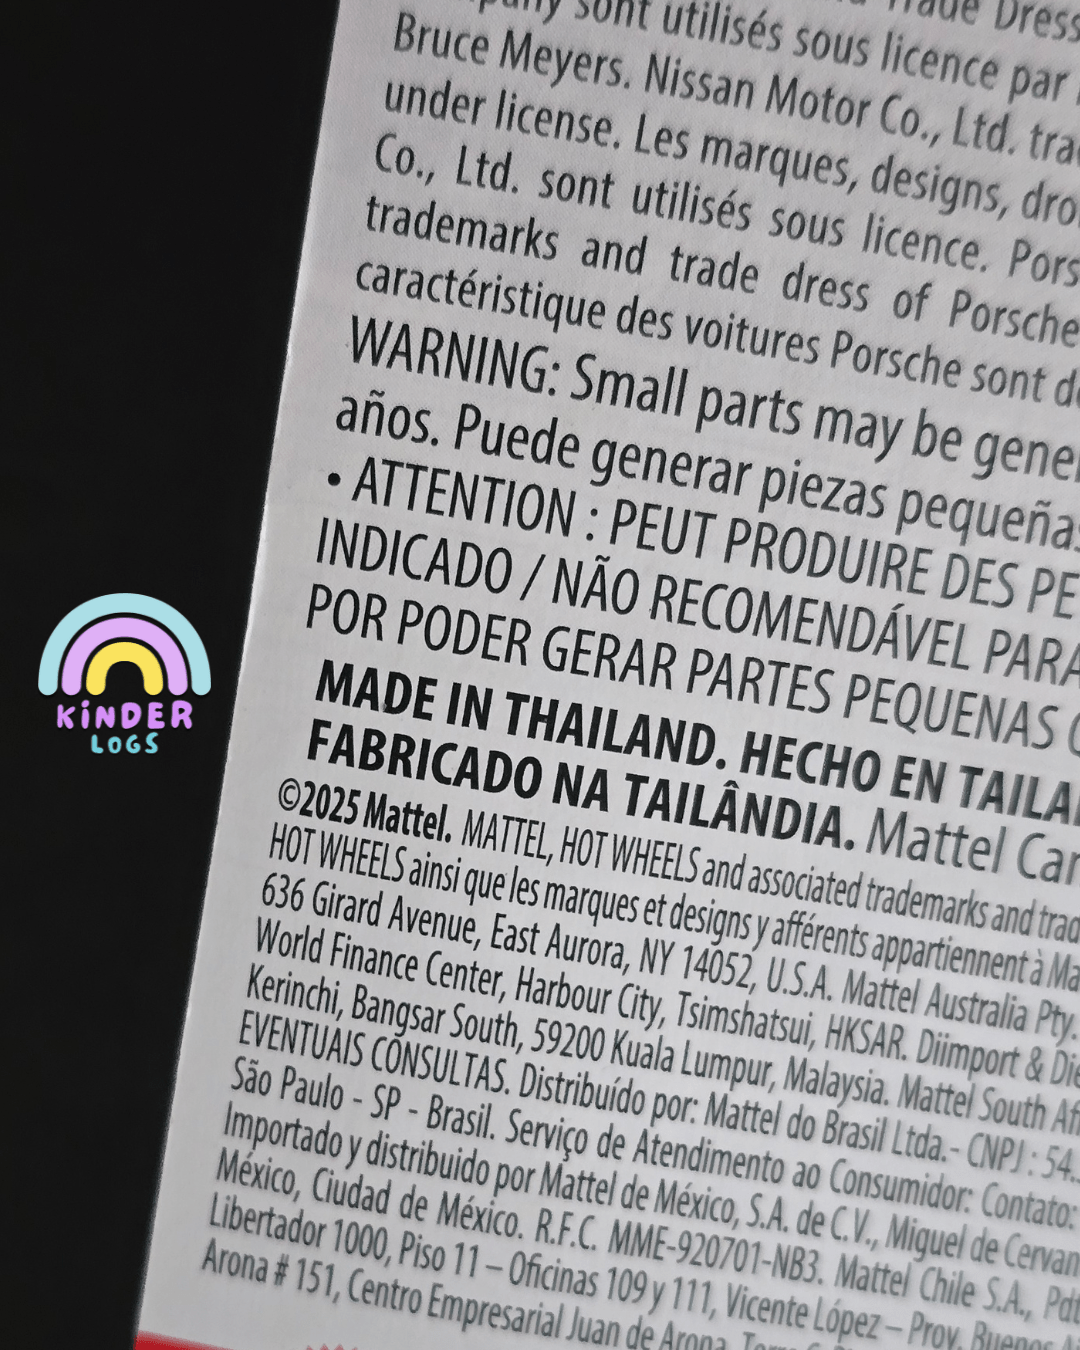 sont utilisés sous licence par
Bruce Meyers. Nissan Motor Co., Ltd.
under license. Les marques, designs,
Co., Ltd. sont utilisés sous licence.
trademarks and trade dress of Porsche
caractéristique des voitures Porsche sont
WARNING: Small parts may be
años. Puede generar piezas pequeñas
• ATTENTION : PEUT PRODUIRE DES
INDICADO / NÃO RECOMENDÁVEL PARA
POR PODER GERAR PARTES PEQUENAS
MADE IN THAILAND. HECHO EN
FABRICADO NA TAILÂNDIA. Mattel
©2025 Mattel. MATTEL, HOT WHEELS and associated trademarks and
HOT WHEELS ainsi que les marques et designs y afférents appartiennent à
636 Girard Avenue, East Aurora, NY 14052, U.S.A. Mattel Australia Pty.
World Finance Center, Harbour City, Tsimshatsui, HKSAR. Diimport &
Kerinchi, Bangsar South, 59200 Kuala Lumpur, Malaysia. Mattel South
EVENTUAIS CONSULTAS. Distribuído por: Mattel do Brasil Ltda.- CNPJ : 54.
São Paulo - SP - Brasil. Serviço de Atendimento ao Consumidor: Contato:
Importado y distribuido por Mattel de México, S.A. de C.V., Miguel de
México, Ciudad de México. R.F.C. MME-920701-NB3. Mattel Chile S.A.,
Libertador 1000, Piso 11 – Oficinas 109 y 111, Vicente López – Prov. Buenos
Arona # 151, Centro Empresarial Juan de Arona,
KiNDER
LOGS